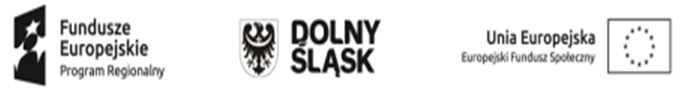 Fundusze
Europejskie
Program Regionalny
DOLNY
ŚLĄSK
Unia Europejska
Europejski Fundusz Społeczny